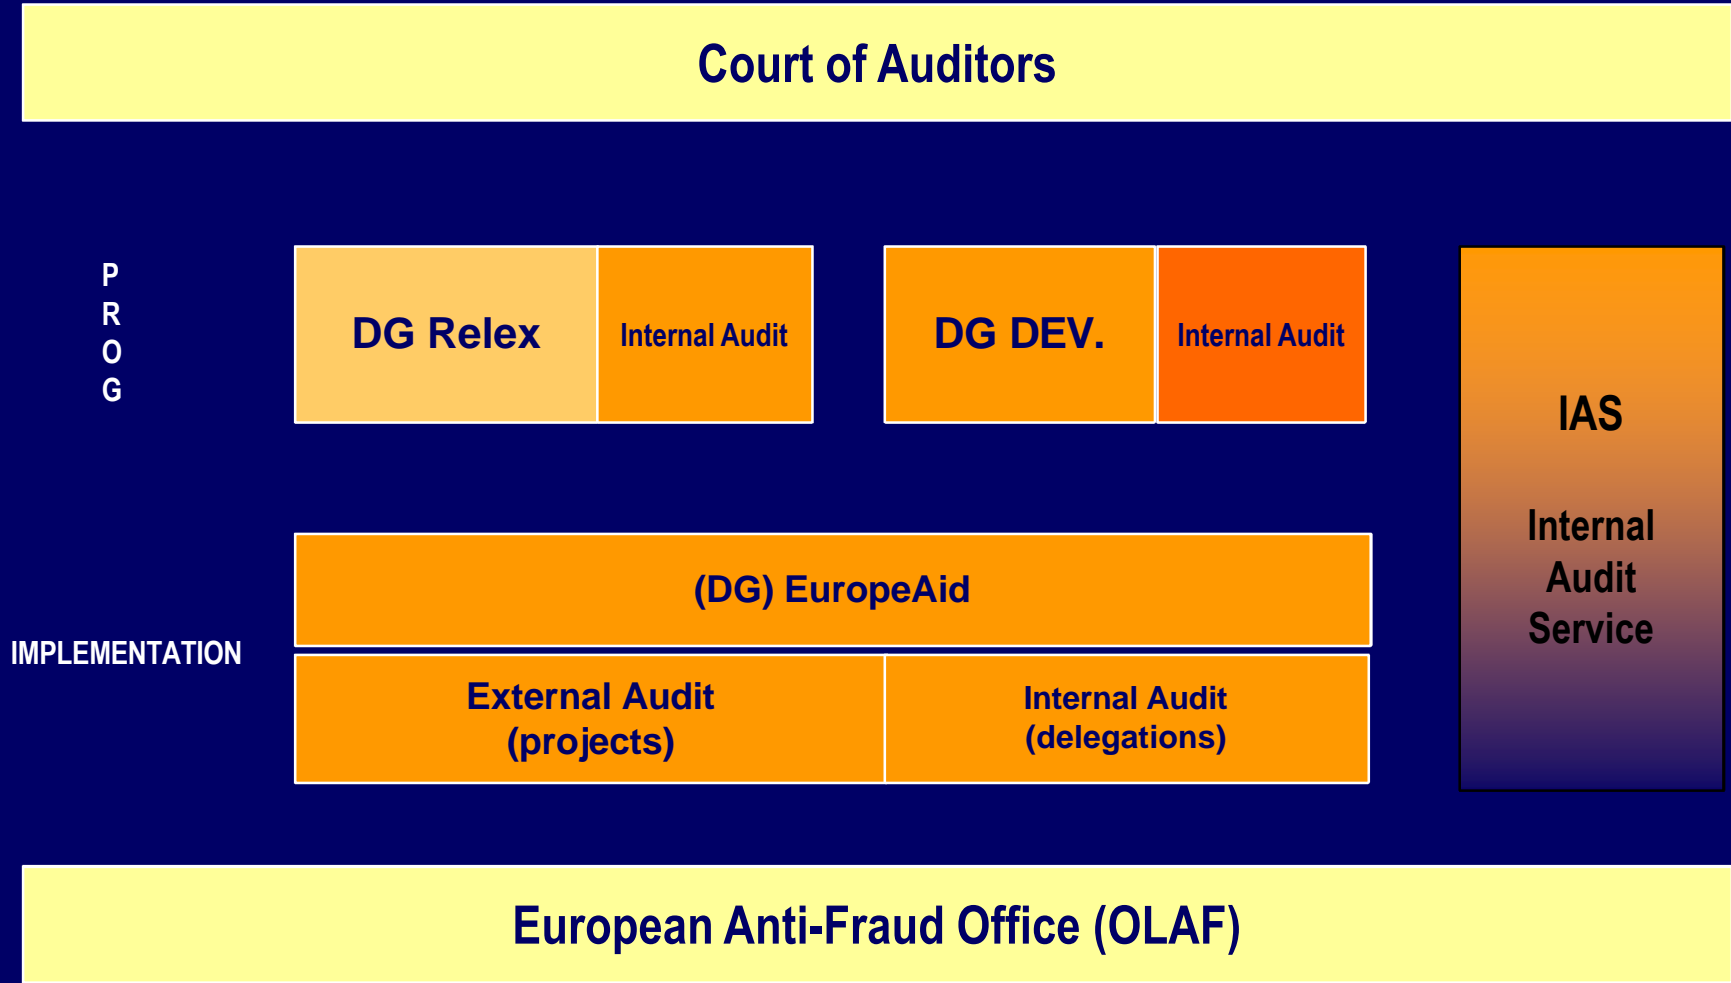 Court of Auditors
P
R
O
G
DG Relex
Internal Audit
DG DEV.
Internal Audit
IAS
Internal
Audit
Service
IMPLEMENTATION
(DG) EuropeAid
External Audit
(projects)
Internal Audit
(delegations)
European Anti-Fraud Office (OLAF)